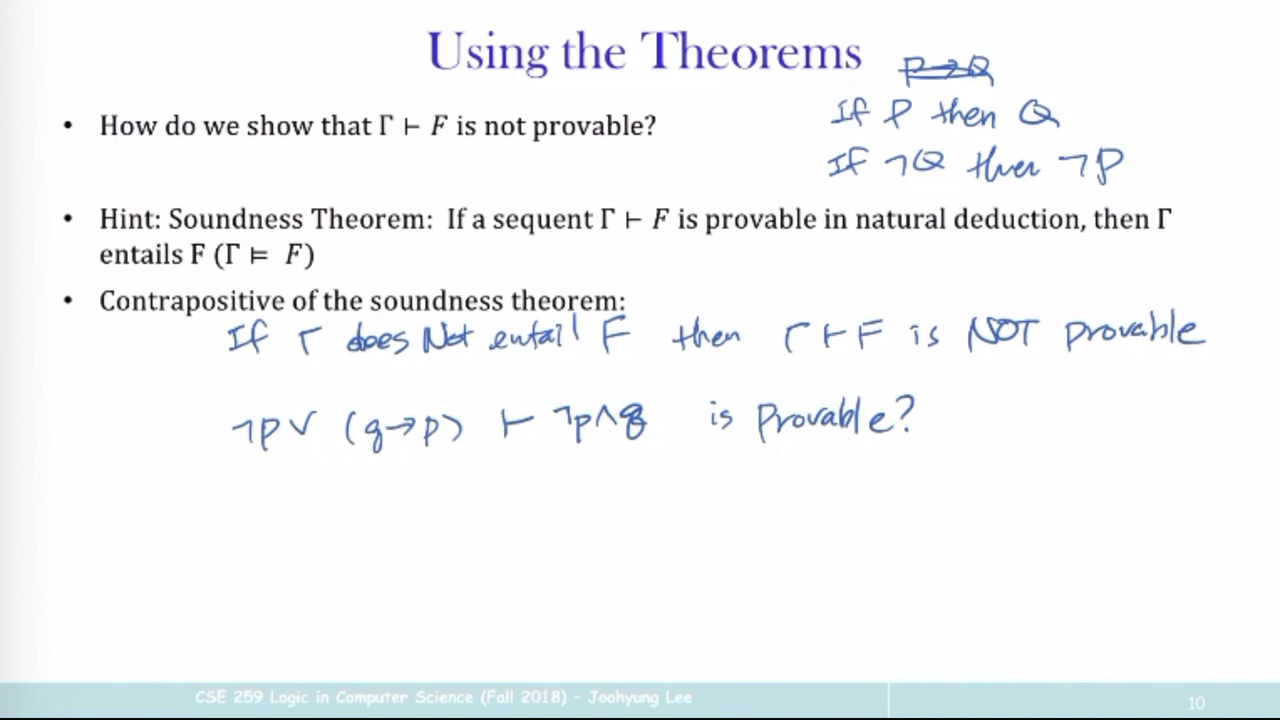 Using the Theorems
P→Q
• How do we show that Γ ⊢ F is not provable?
If P then Q
If ¬Q then ¬P
• Hint: Soundness Theorem: If a sequent Γ ⊢ F is provable in natural deduction, then Γ
entails F (Γ ⊨ F)
• Contrapositive of the soundness theorem:
If Γ does Not entail F then Γ ⊢ F is NOT provable
¬p∨ (q→p) ⊢ ¬p∧q is Provable?
CSE 259 Logic in Computer Science (Fall 2018) – Joohyung Lee
10